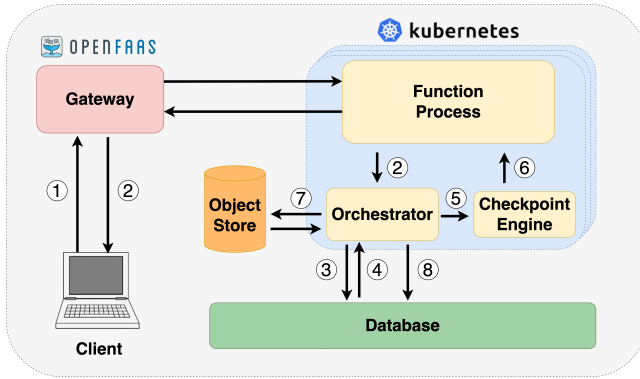 OPENFAAS
kubernetes
Gateway
Function
Process
1
2
2
6
Object
Store
7
Orchestrator
5
Checkpoint
Engine
3
4
8
Database
Client